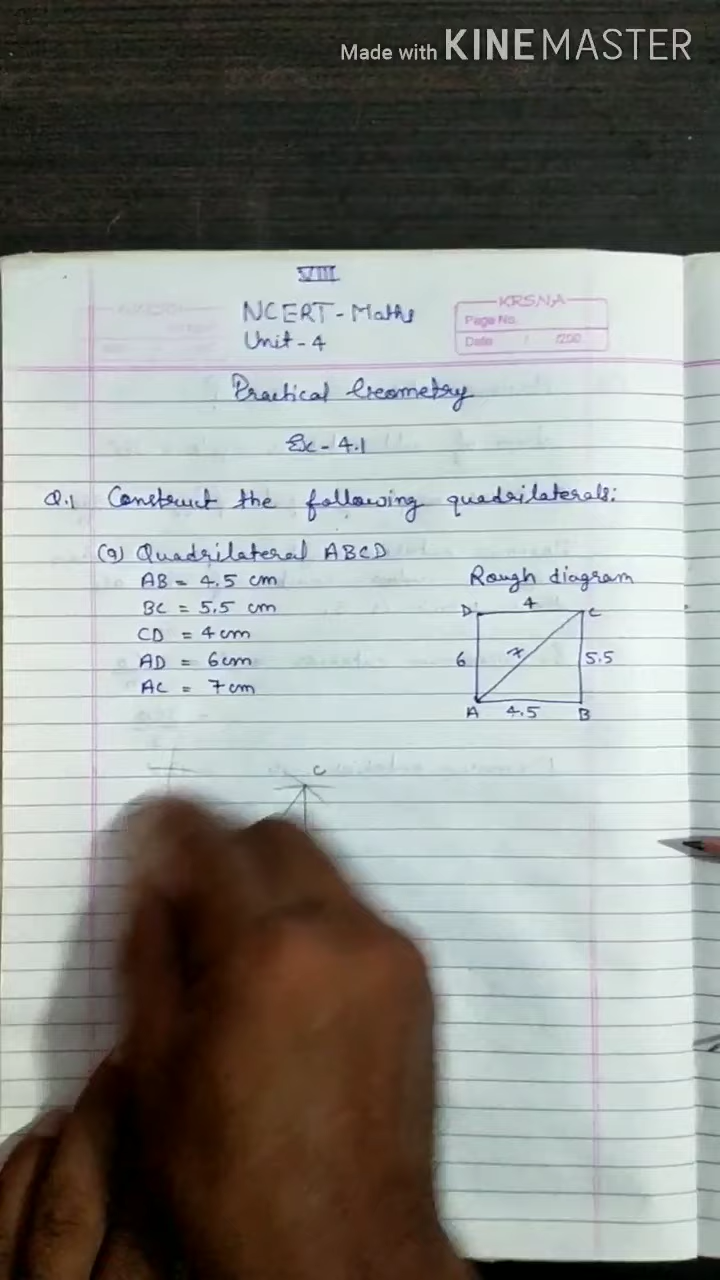 Made with KINEMASTER
VIII
NCERT - Maths
Unit - 4
KRSNA
Page No.
Date / /200
Practical Geometry
Ex - 4.1
Q.1 Construct the following quadrilaterals:
(a) Quadrilateral ABCD
AB = 4.5 cm
BC = 5.5 cm
CD = 4 cm
AD = 6 cm
AC = 7 cm
Rough diagram
D 4 C
6 7 5.5
A 4.5 B
C